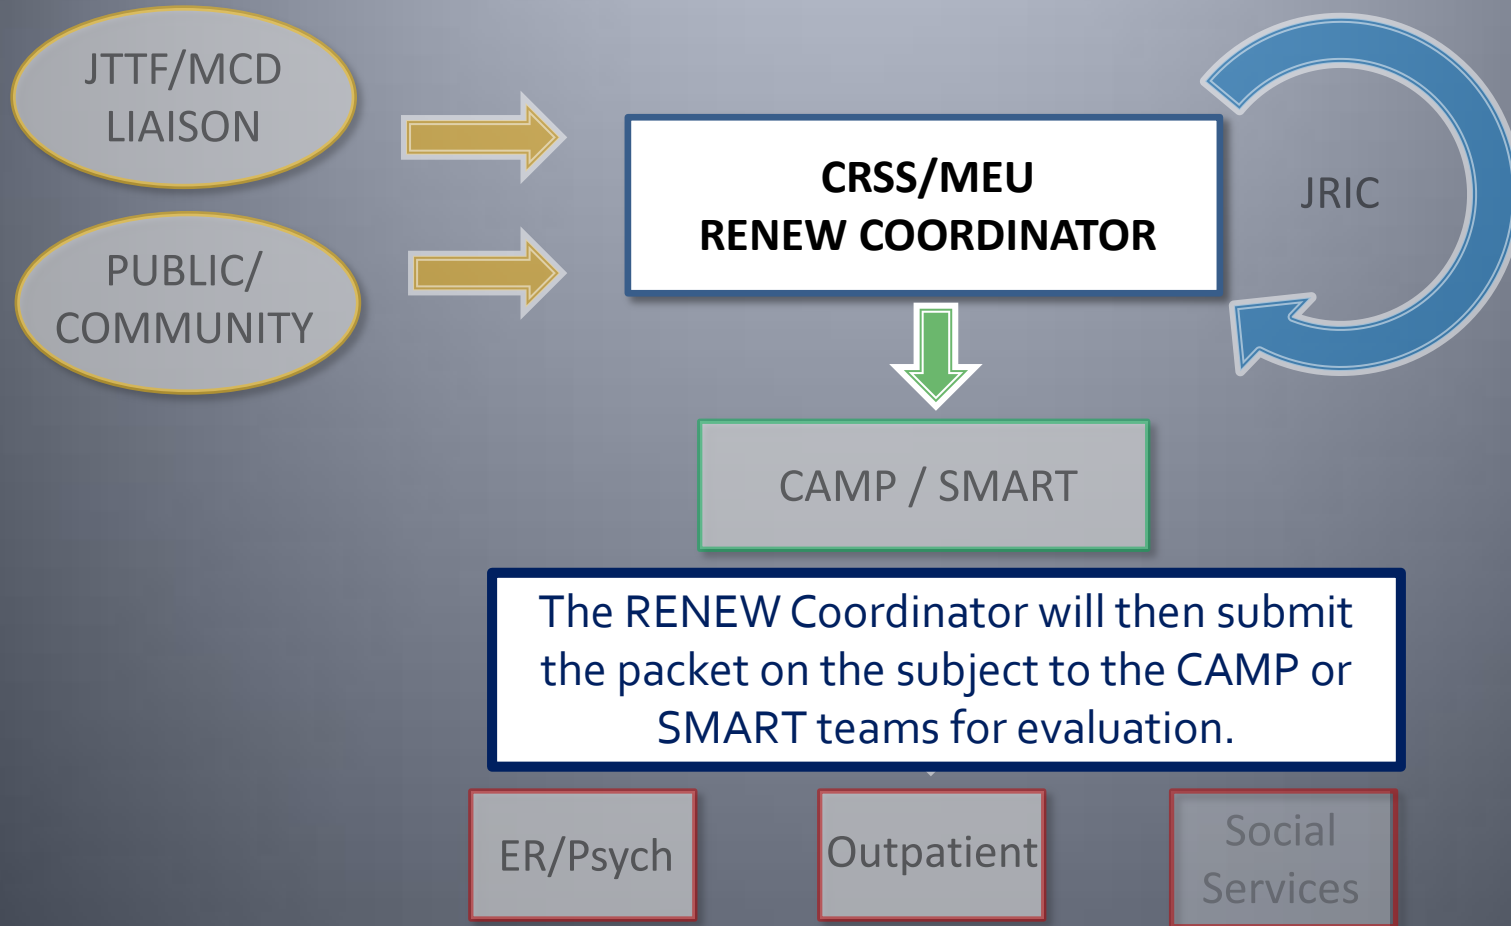 JTTF/MCD
LIAISON
CRSS/MEU
RENEW COORDINATOR
JRIC
PUBLIC/
COMMUNITY
CAMP / SMART
The RENEW Coordinator will then submit
the packet on the subject to the CAMP or
SMART teams for evaluation.
ER/Psych
Outpatient
Social
Services